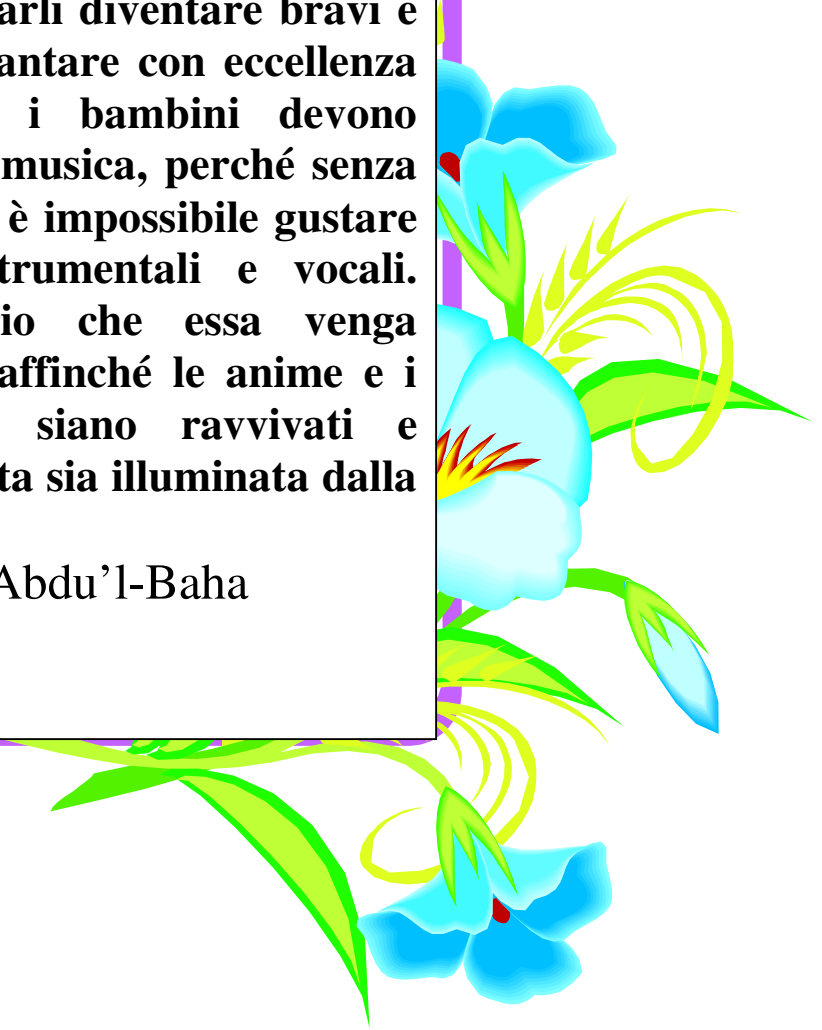 arli diventare bravi e
antare con eccellenza
i bambini devono
musica, perché senza
è impossibile gustare
trumentali e vocali.
io che essa venga
affinché le anime e i
siano ravvivati e
ta sia illuminata dalla
Abdu’l-Baha